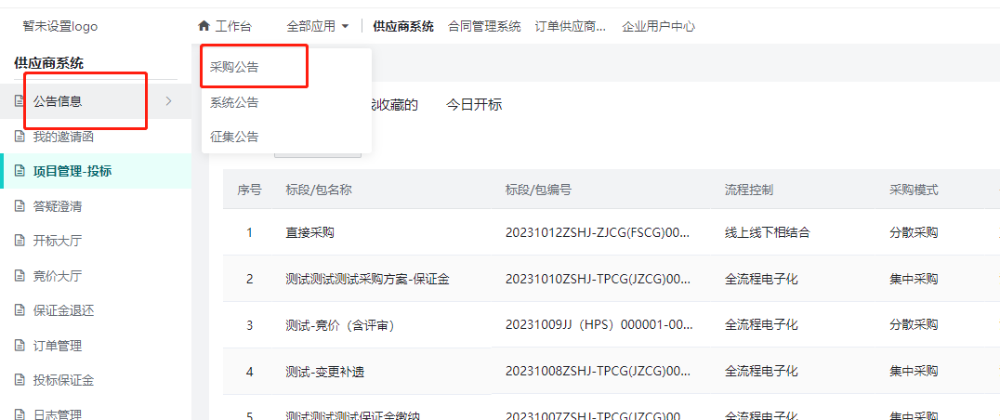 暂未设置logo
工作台
全部应用
供应商系统
合同管理系统
订单供应商...
企业用户中心
供应商系统
公告信息
我的邀请函
项目管理-投标
答疑澄清
开标大厅
竞价大厅
保证金退还
订单管理
投标保证金
日志管理
采购公告
系统公告
征集公告
收藏的
今日开标
序号 标段/包名称 标段/包编号 流程控制 采购模式
1 直接采购 20231012ZSHJ-ZJCG(FSCG)00... 线上线下相结合 分散采购
2 测试测试测试采购方案-保证金 20231010ZSHJ-TPCG(JZCG)00... 全流程电子化 集中采购
3 测试-竞价（含评审） 20231009JJ（HPS）000001-00... 全流程电子化 分散采购
4 测试-变更补遗 20231008ZSHJ-TPCG(JZCG)00... 全流程电子化 集中采购
5 测试测试测试保证金缴纳 20231007ZSHJ-TPCG(JZCG)00... 全流程电子化 集中采购